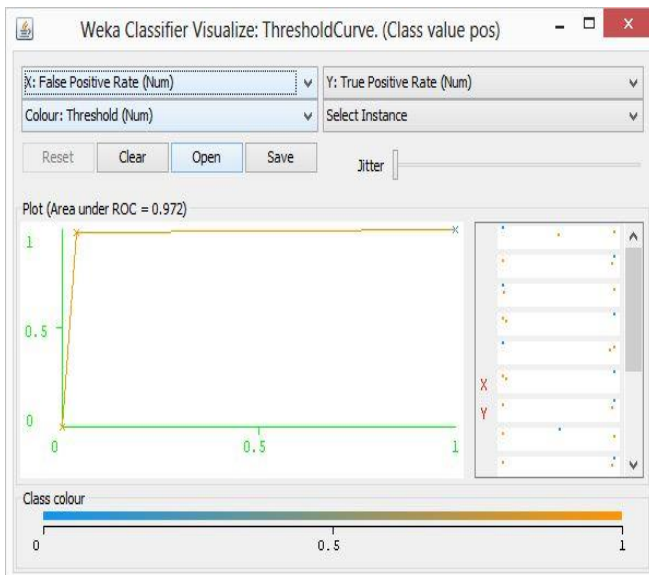 Weka Classifier Visualize: ThresholdCurve. (Class value pos)
X: False Positive Rate (Num)
Y: True Positive Rate (Num)
Colour: Threshold (Num)
Select Instance
Reset
Clear
Open
Save
Jitter
Plot (Area under ROC = 0.972)
1
0.5
0
0
0.5
1
X
Y
Class colour
0
0.5
1